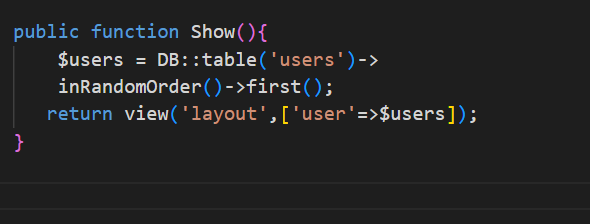 public function Show(){
$users = DB::table('users')->
inRandomOrder()->first();
return view('layout',['user'=>$users]);
}